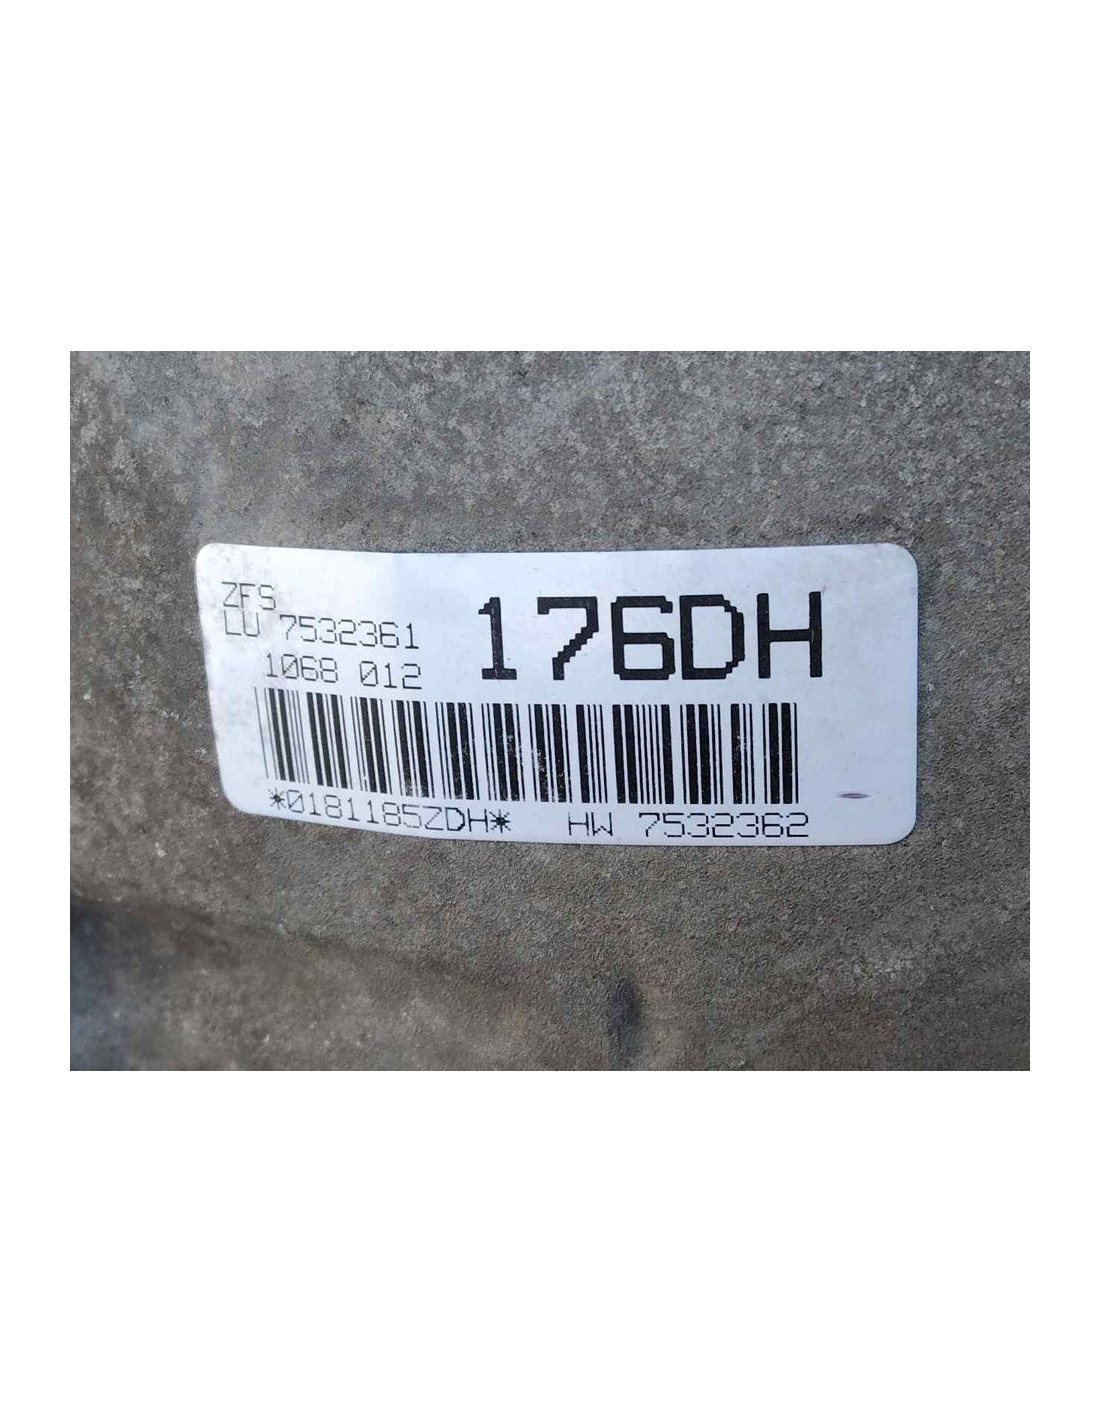 ZFS
LU 7532361
1068 012
176DH
*0181185ZDH*
HW 7532362